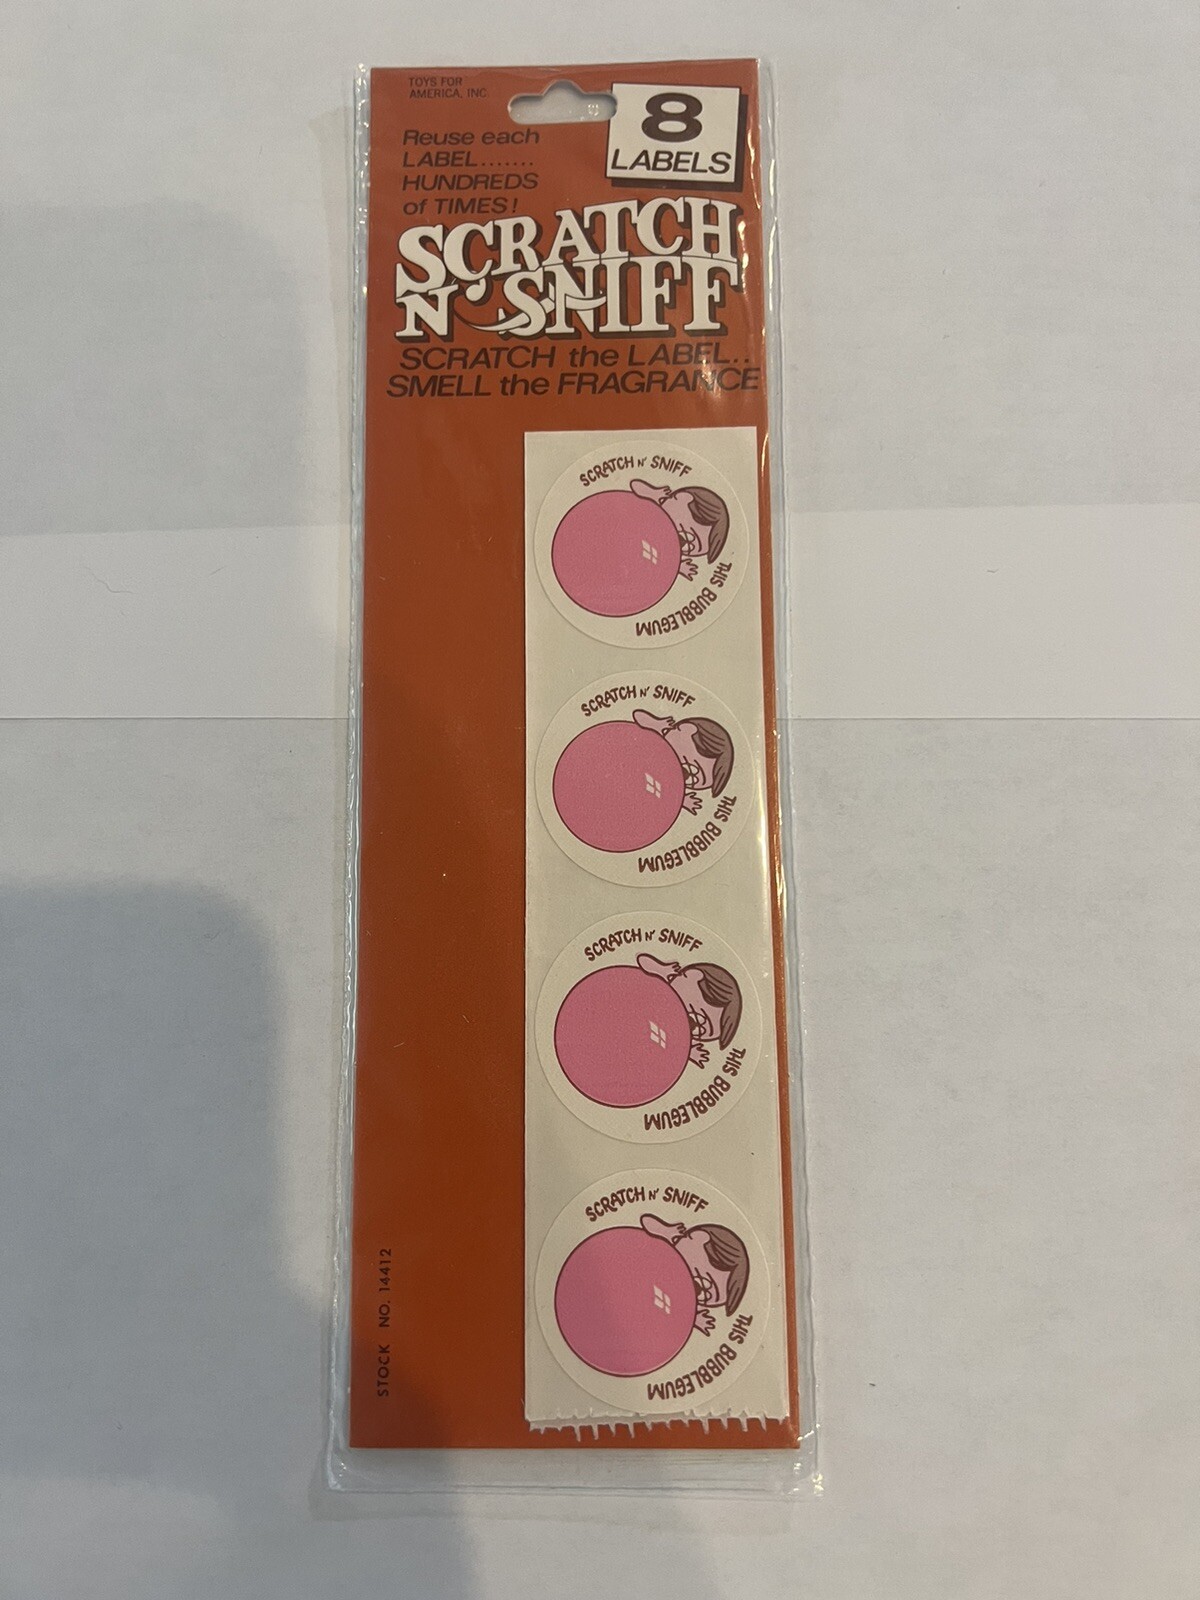 TOYS FOR
AMERICA, INC.
8
LABELS
Reuse each
LABEL.......
HUNDREDS
of TIMES!
SCRATCH
N' SNIFF
SCRATCH the LABEL..
SMELL the FRAGRANCE
SCRATCH N' SNIFF
THIS BUBBLEGUM
SCRATCH N' SNIFF
THIS BUBBLEGUM
SCRATCH N' SNIFF
THIS BUBBLEGUM
SCRATCH N' SNIFF
THIS BUBBLEGUM
STOCK NO. 14412